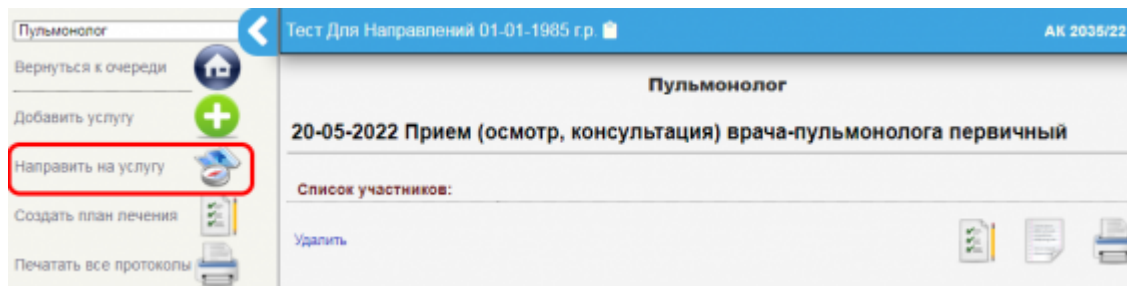 Пульмонолог
Тест Для Направлений 01-01-1985 г.р.
АК 2035/22
Вернуться к очереди
Пульмонолог
Добавить услугу
20-05-2022 Прием (осмотр, консультация) врача-пульмонолога первичный
Направить на услугу
Список участников:
Создать план лечения
Удалить
Печатать все протоколы